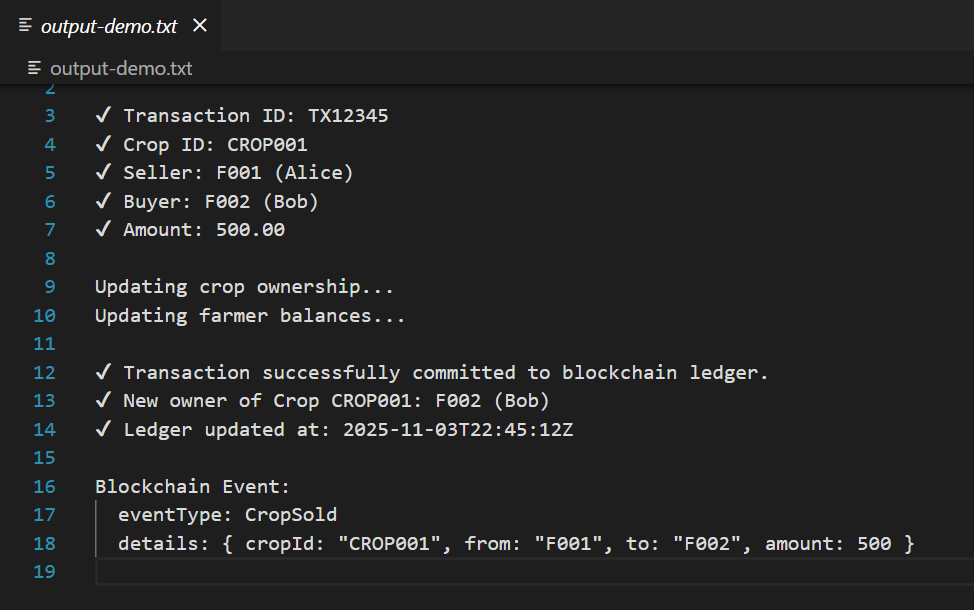 output-demo.txt
output-demo.txt
2
3 ✓ Transaction ID: TX12345
4 ✓ Crop ID: CROP001
5 ✓ Seller: F001 (Alice)
6 ✓ Buyer: F002 (Bob)
7 ✓ Amount: 500.00
8
9 Updating crop ownership...
10 Updating farmer balances...
11
12 ✓ Transaction successfully committed to blockchain ledger.
13 ✓ New owner of Crop CROP001: F002 (Bob)
14 ✓ Ledger updated at: 2025-11-03T22:45:12Z
15
16 Blockchain Event:
17 eventType: CropSold
18 details: { cropId: "CROP001", from: "F001", to: "F002", amount: 500 }
19